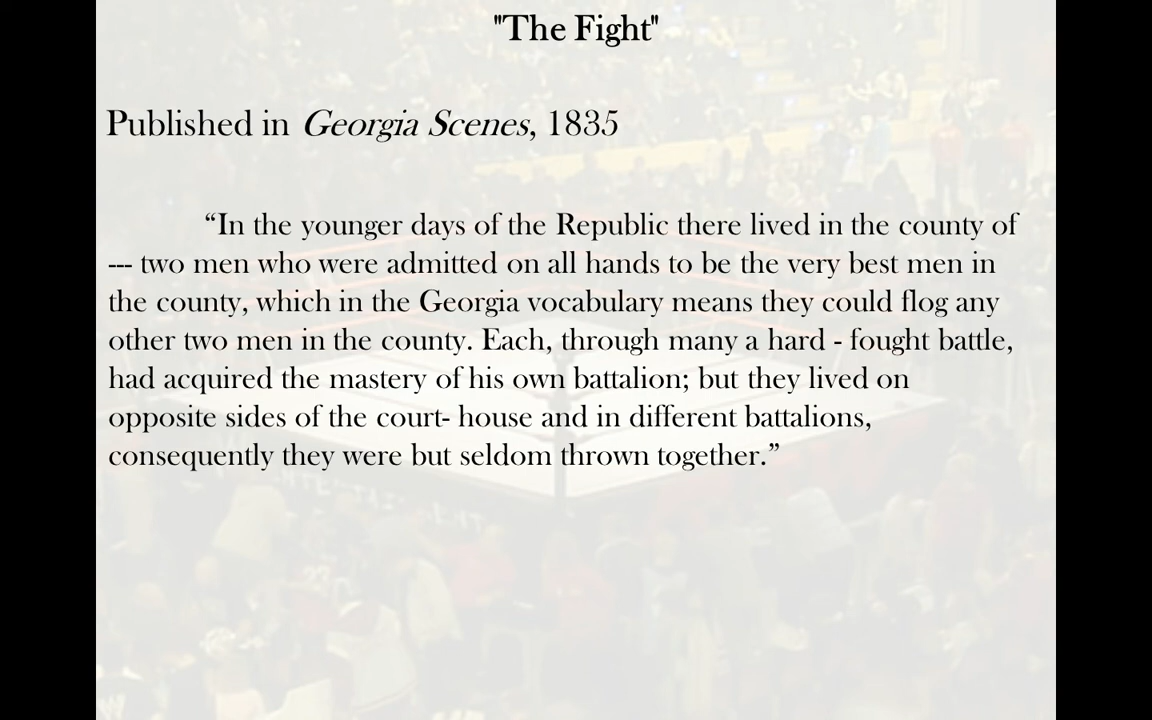 "The Fight"
Published in Georgia Scenes, 1835
“In the younger days of the Republic there lived in the county of
--- two men who were admitted on all hands to be the very best men in
the county, which in the Georgia vocabulary means they could flog any
other two men in the county. Each, through many a hard - fought battle,
had acquired the mastery of his own battalion; but they lived on
opposite sides of the court- house and in different battalions,
consequently they were but seldom thrown together.”